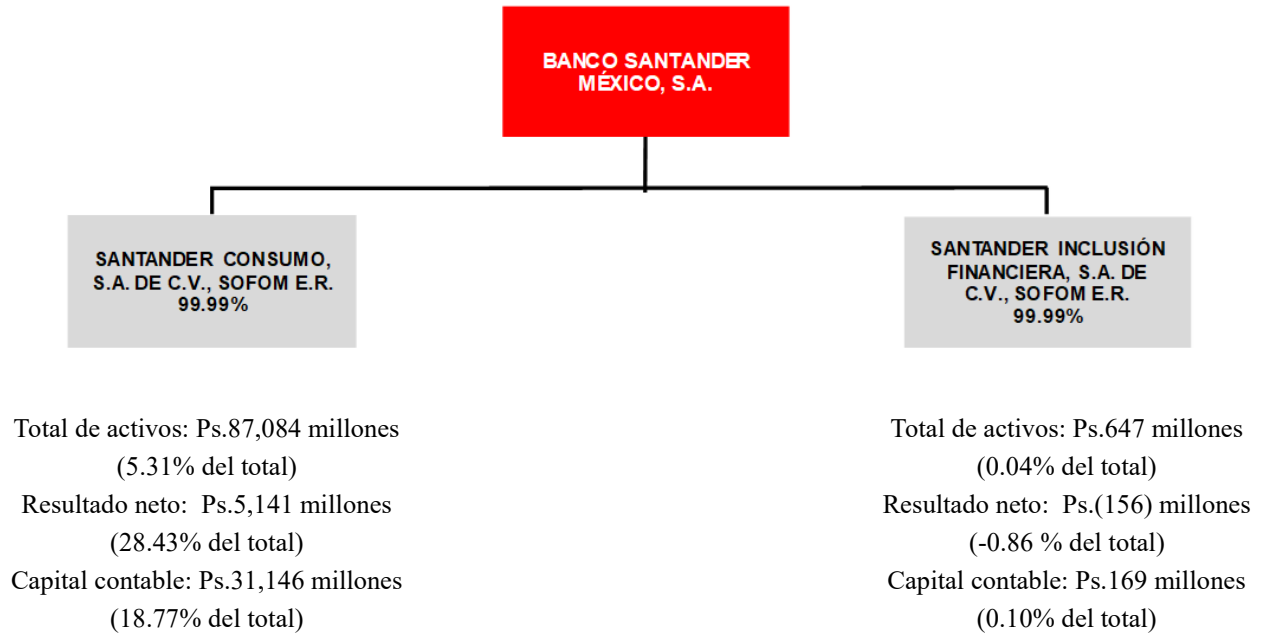 BANCO SANTANDER
MÉXICO, S.A.
SANTANDER CONSUMO,
S.A. DE C.V., SOFOM E.R.
99.99%
SANTANDER INCLUSIÓN
FINANCIERA, S.A. DE
C.V., SOFOM E.R.
99.99%
Total de activos: Ps.87,084 millones
(5.31% del total)
Resultado neto: Ps.5,141 millones
(28.43% del total)
Capital contable: Ps.31,146 millones
(18.77% del total)
Total de activos: Ps.647 millones
(0.04% del total)
Resultado neto: Ps.(156) millones
(-0.86 % del total)
Capital contable: Ps.169 millones
(0.10% del total)